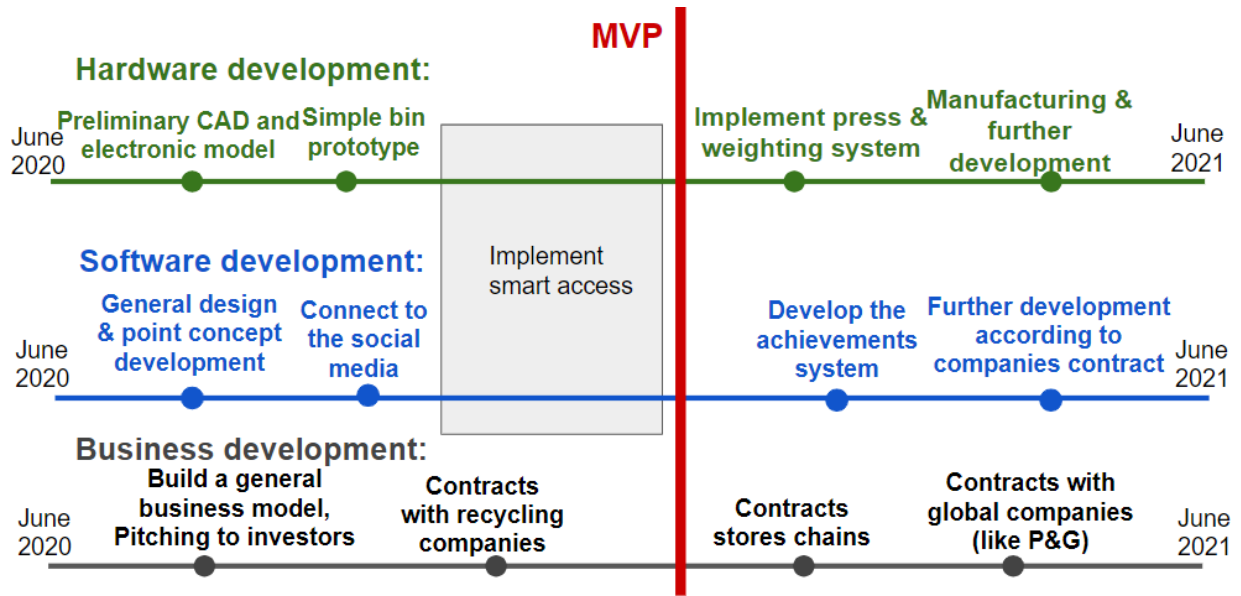 MVP
Hardware development:
June
2020
Preliminary CAD and
electronic model
Simple bin
prototype
Implement press &
weighting system
Manufacturing &
further
development
June
2021
Implement
smart access
Software development:
June
2020
General design
& point concept
development
Connect to
the social
media
Develop the
achievements
system
Further development
according to
companies contract
June
2021
Business development:
June
2020
Build a general
business model,
Pitching to investors
Contracts
with recycling
companies
Contracts
stores chains
Contracts with
global companies
(like P&G)
June
2021